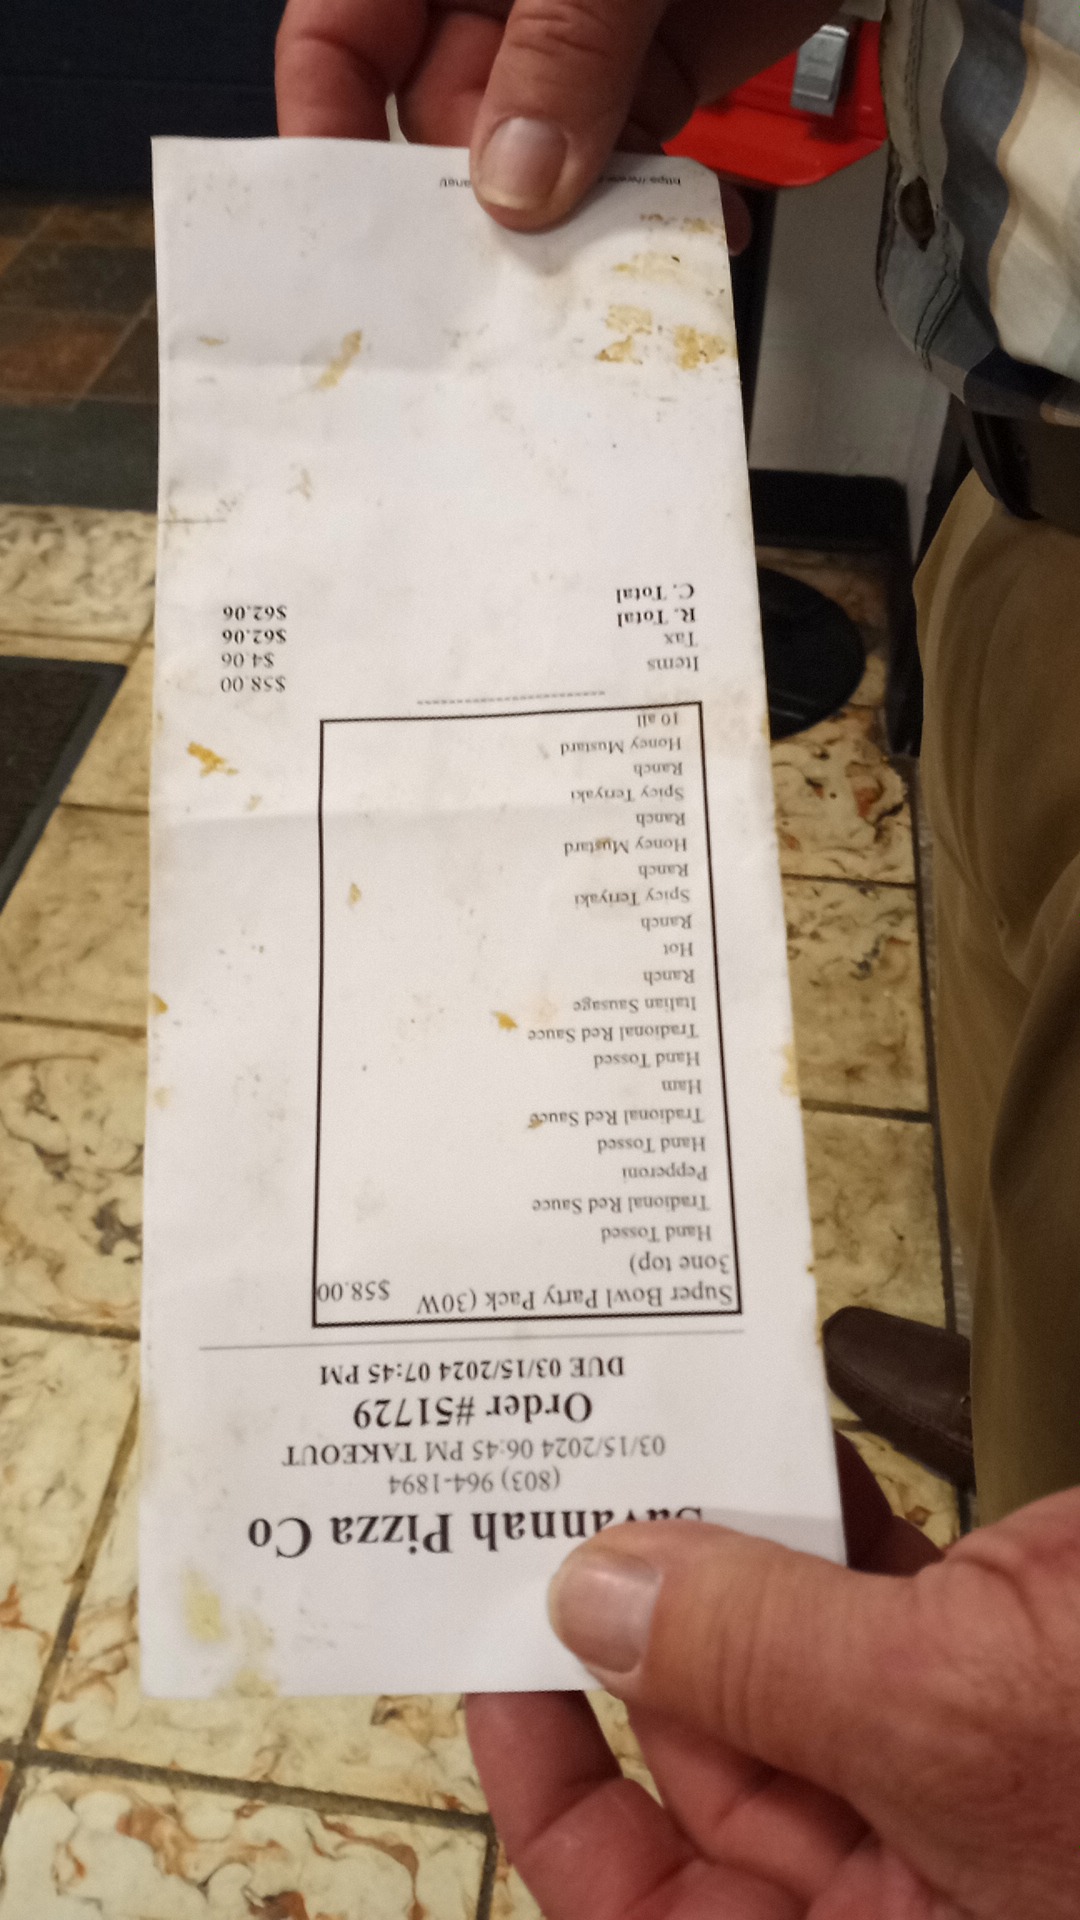 Savannah Pizza Co
(803) 964-1894
03/15/2024 06:45 PM TAKEOUT
Order #51729
DUE 03/15/2024 07:45 PM
Super Bowl Party Pack (30W $58.00
3one top)
Hand Tossed
Tradional Red Sauce
Pepperoni
Hand Tossed
Tradional Red Sauce
Ham
Hand Tossed
Tradional Red Sauce
Italian Sausage
Ranch
Hot
Ranch
Spicy Teriyaki
Ranch
Honey Mustard
Ranch
Spicy Teriyaki
Ranch
Honey Mustard
10 all
Items $58.00
Tax $4.06
R. Total $62.06
C. Total $62.06